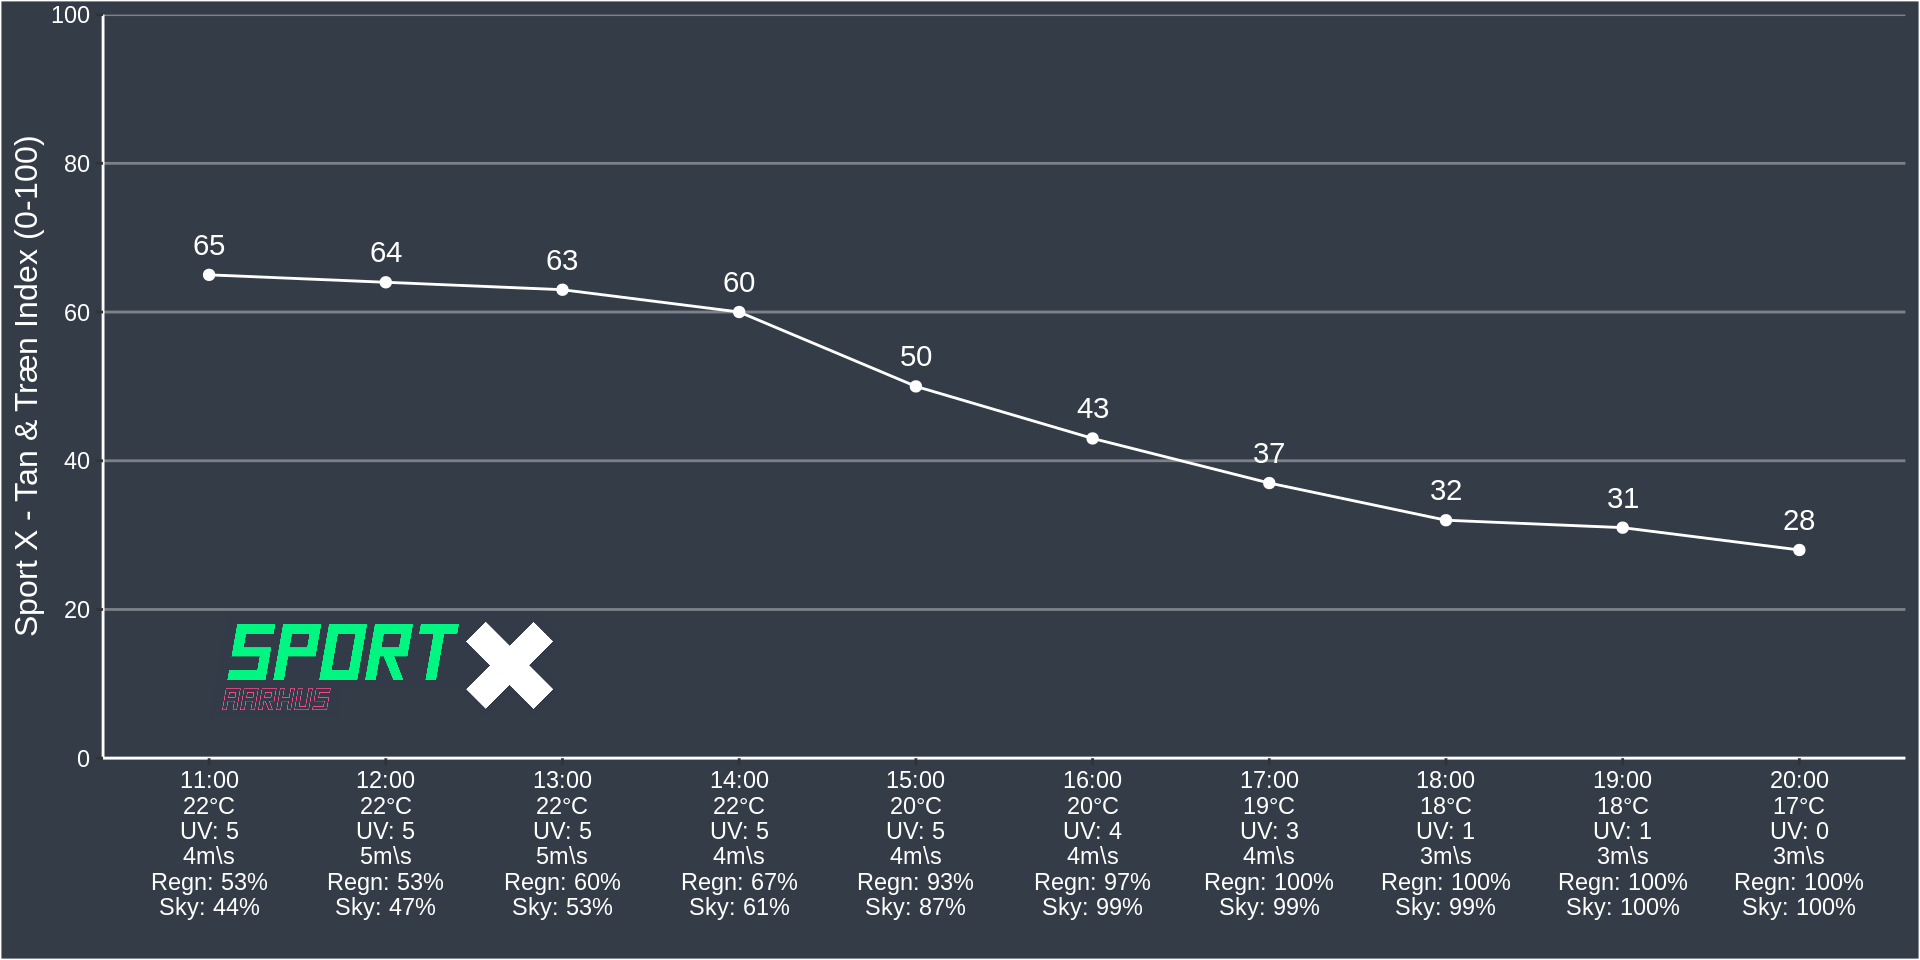 Sport X - Tan & Træn Index (0-100)
100
80
60
40
20
0
65
64
63
60
50
43
37
32
31
28
SPORT X
AARHUS
11:00 12:00 13:00 14:00 15:00 16:00 17:00 18:00 19:00 20:00
22°C 22°C 22°C 22°C 20°C 20°C 19°C 18°C 18°C 17°C
UV: 5 UV: 5 UV: 5 UV: 5 UV: 5 UV: 4 UV: 3 UV: 1 UV: 1 UV: 0
4m\s 5m\s 5m\s 4m\s 4m\s 4m\s 4m\s 3m\s 3m\s 3m\s
Regn: 53% Regn: 53% Regn: 60% Regn: 67% Regn: 93% Regn: 97% Regn: 100% Regn: 100% Regn: 100% Regn: 100%
Sky: 44% Sky: 47% Sky: 53% Sky: 61% Sky: 87% Sky: 99% Sky: 99% Sky: 99% Sky: 100% Sky: 100%